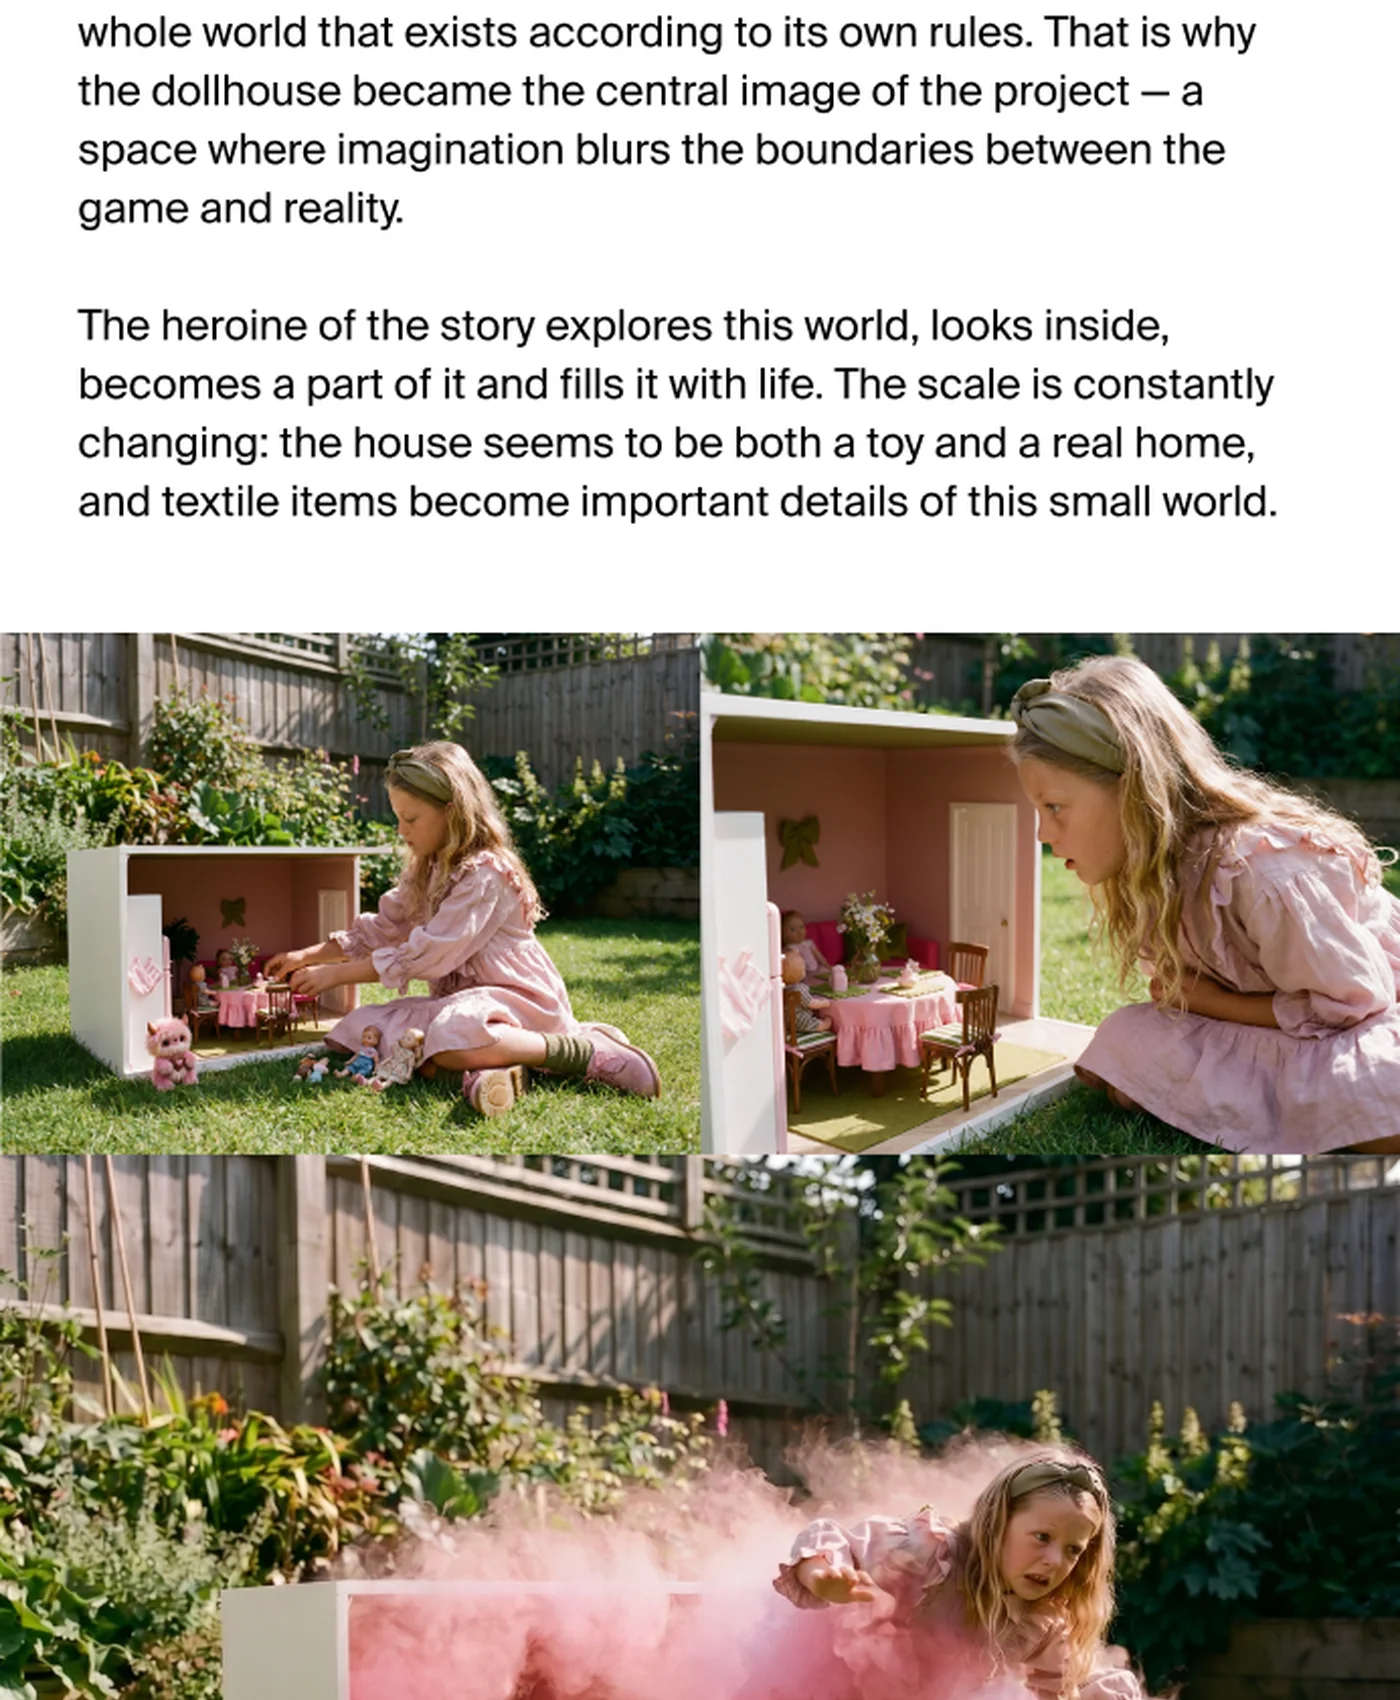 whole world that exists according to its own rules. That is why
the dollhouse became the central image of the project — a
space where imagination blurs the boundaries between the
game and reality.
The heroine of the story explores this world, looks inside,
becomes a part of it and fills it with life. The scale is constantly
changing: the house seems to be both a toy and a real home,
and textile items become important details of this small world.